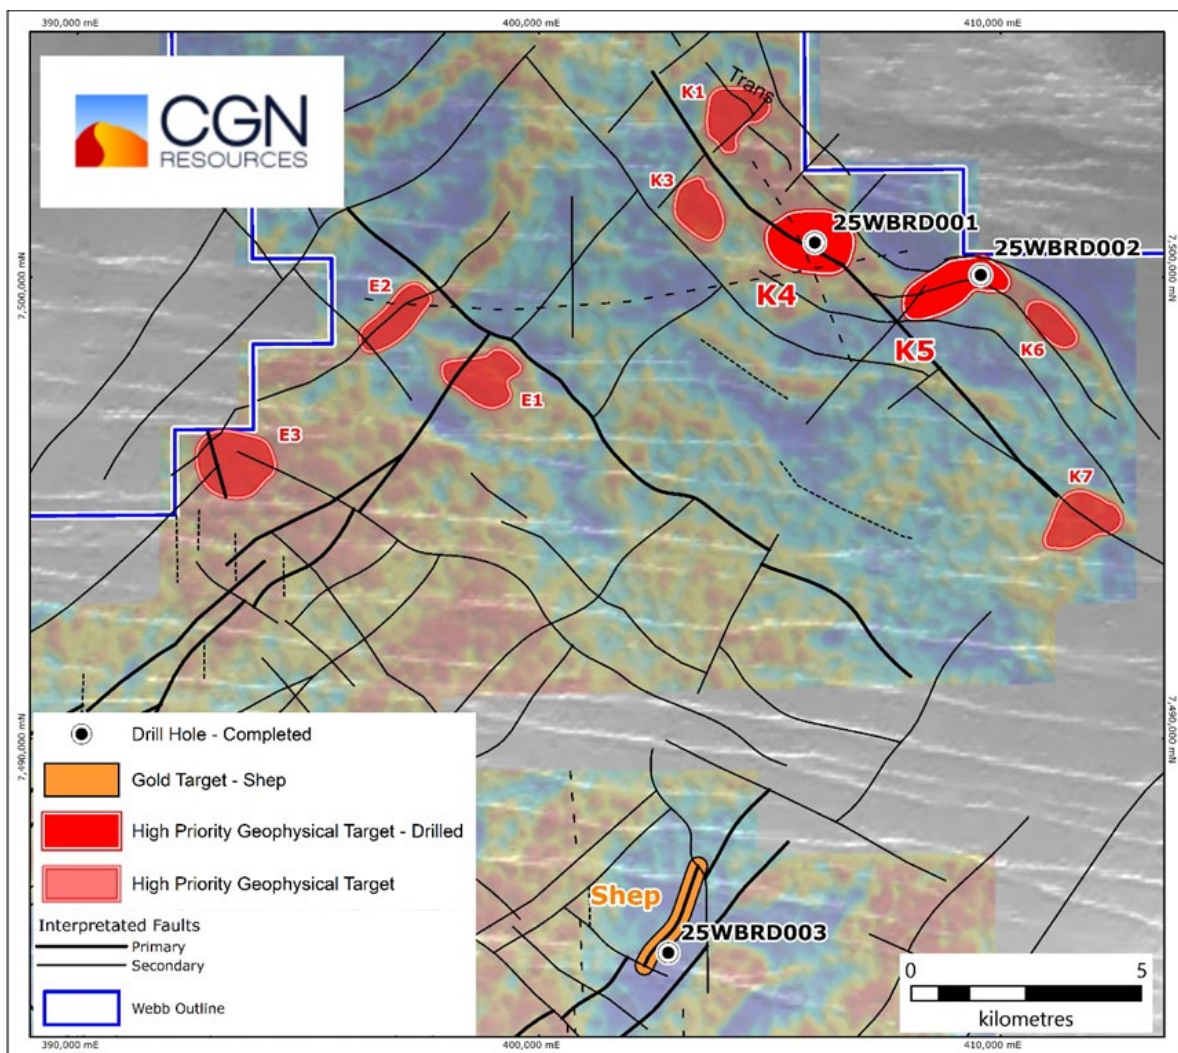 390,000 mE
400,000 mE
410,000 mE
CGN
RESOURCES
K1
Trans
K3
25WBRD001
25WBRD002
7,500,000 mN
7,500,000 mN
E2
K4
K6
K5
E1
E3
K7
7,490,000 mN
7,490,000 mN
Drill Hole - Completed
Gold Target - Shep
High Priority Geophysical Target - Drilled
High Priority Geophysical Target
Interpretated Faults
Primary
Secondary
Webb Outline
Shep
25WBRD003
0 5
kilometres
390,000 mE
400,000 mE
410,000 mE